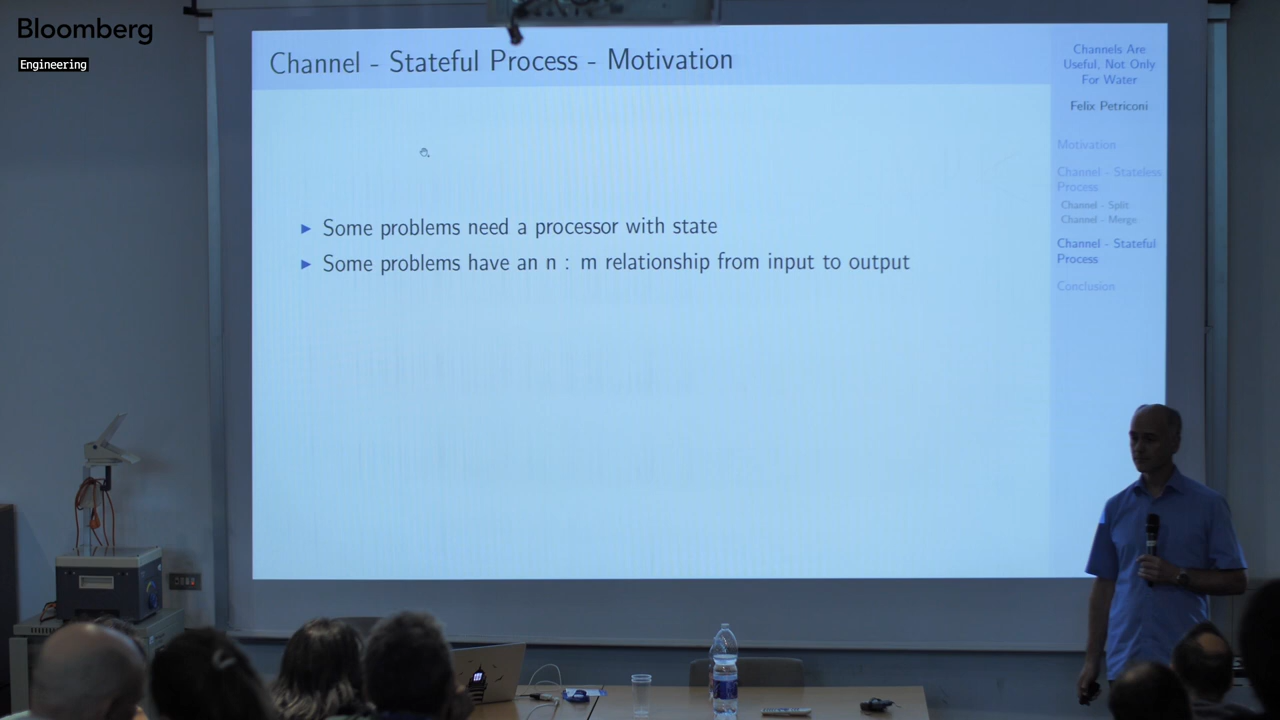 Bloomberg
Engineering
Channel - Stateful Process - Motivation
Some problems need a processor with state
Some problems have an n : m relationship from input to output
Channels Are
Useful, Not Only
For Water
Felix Petriconi
Motivation
Channel - Stateless
Process
Channel - Split
Channel - Merge
Channel - Stateful
Process
Conclusion